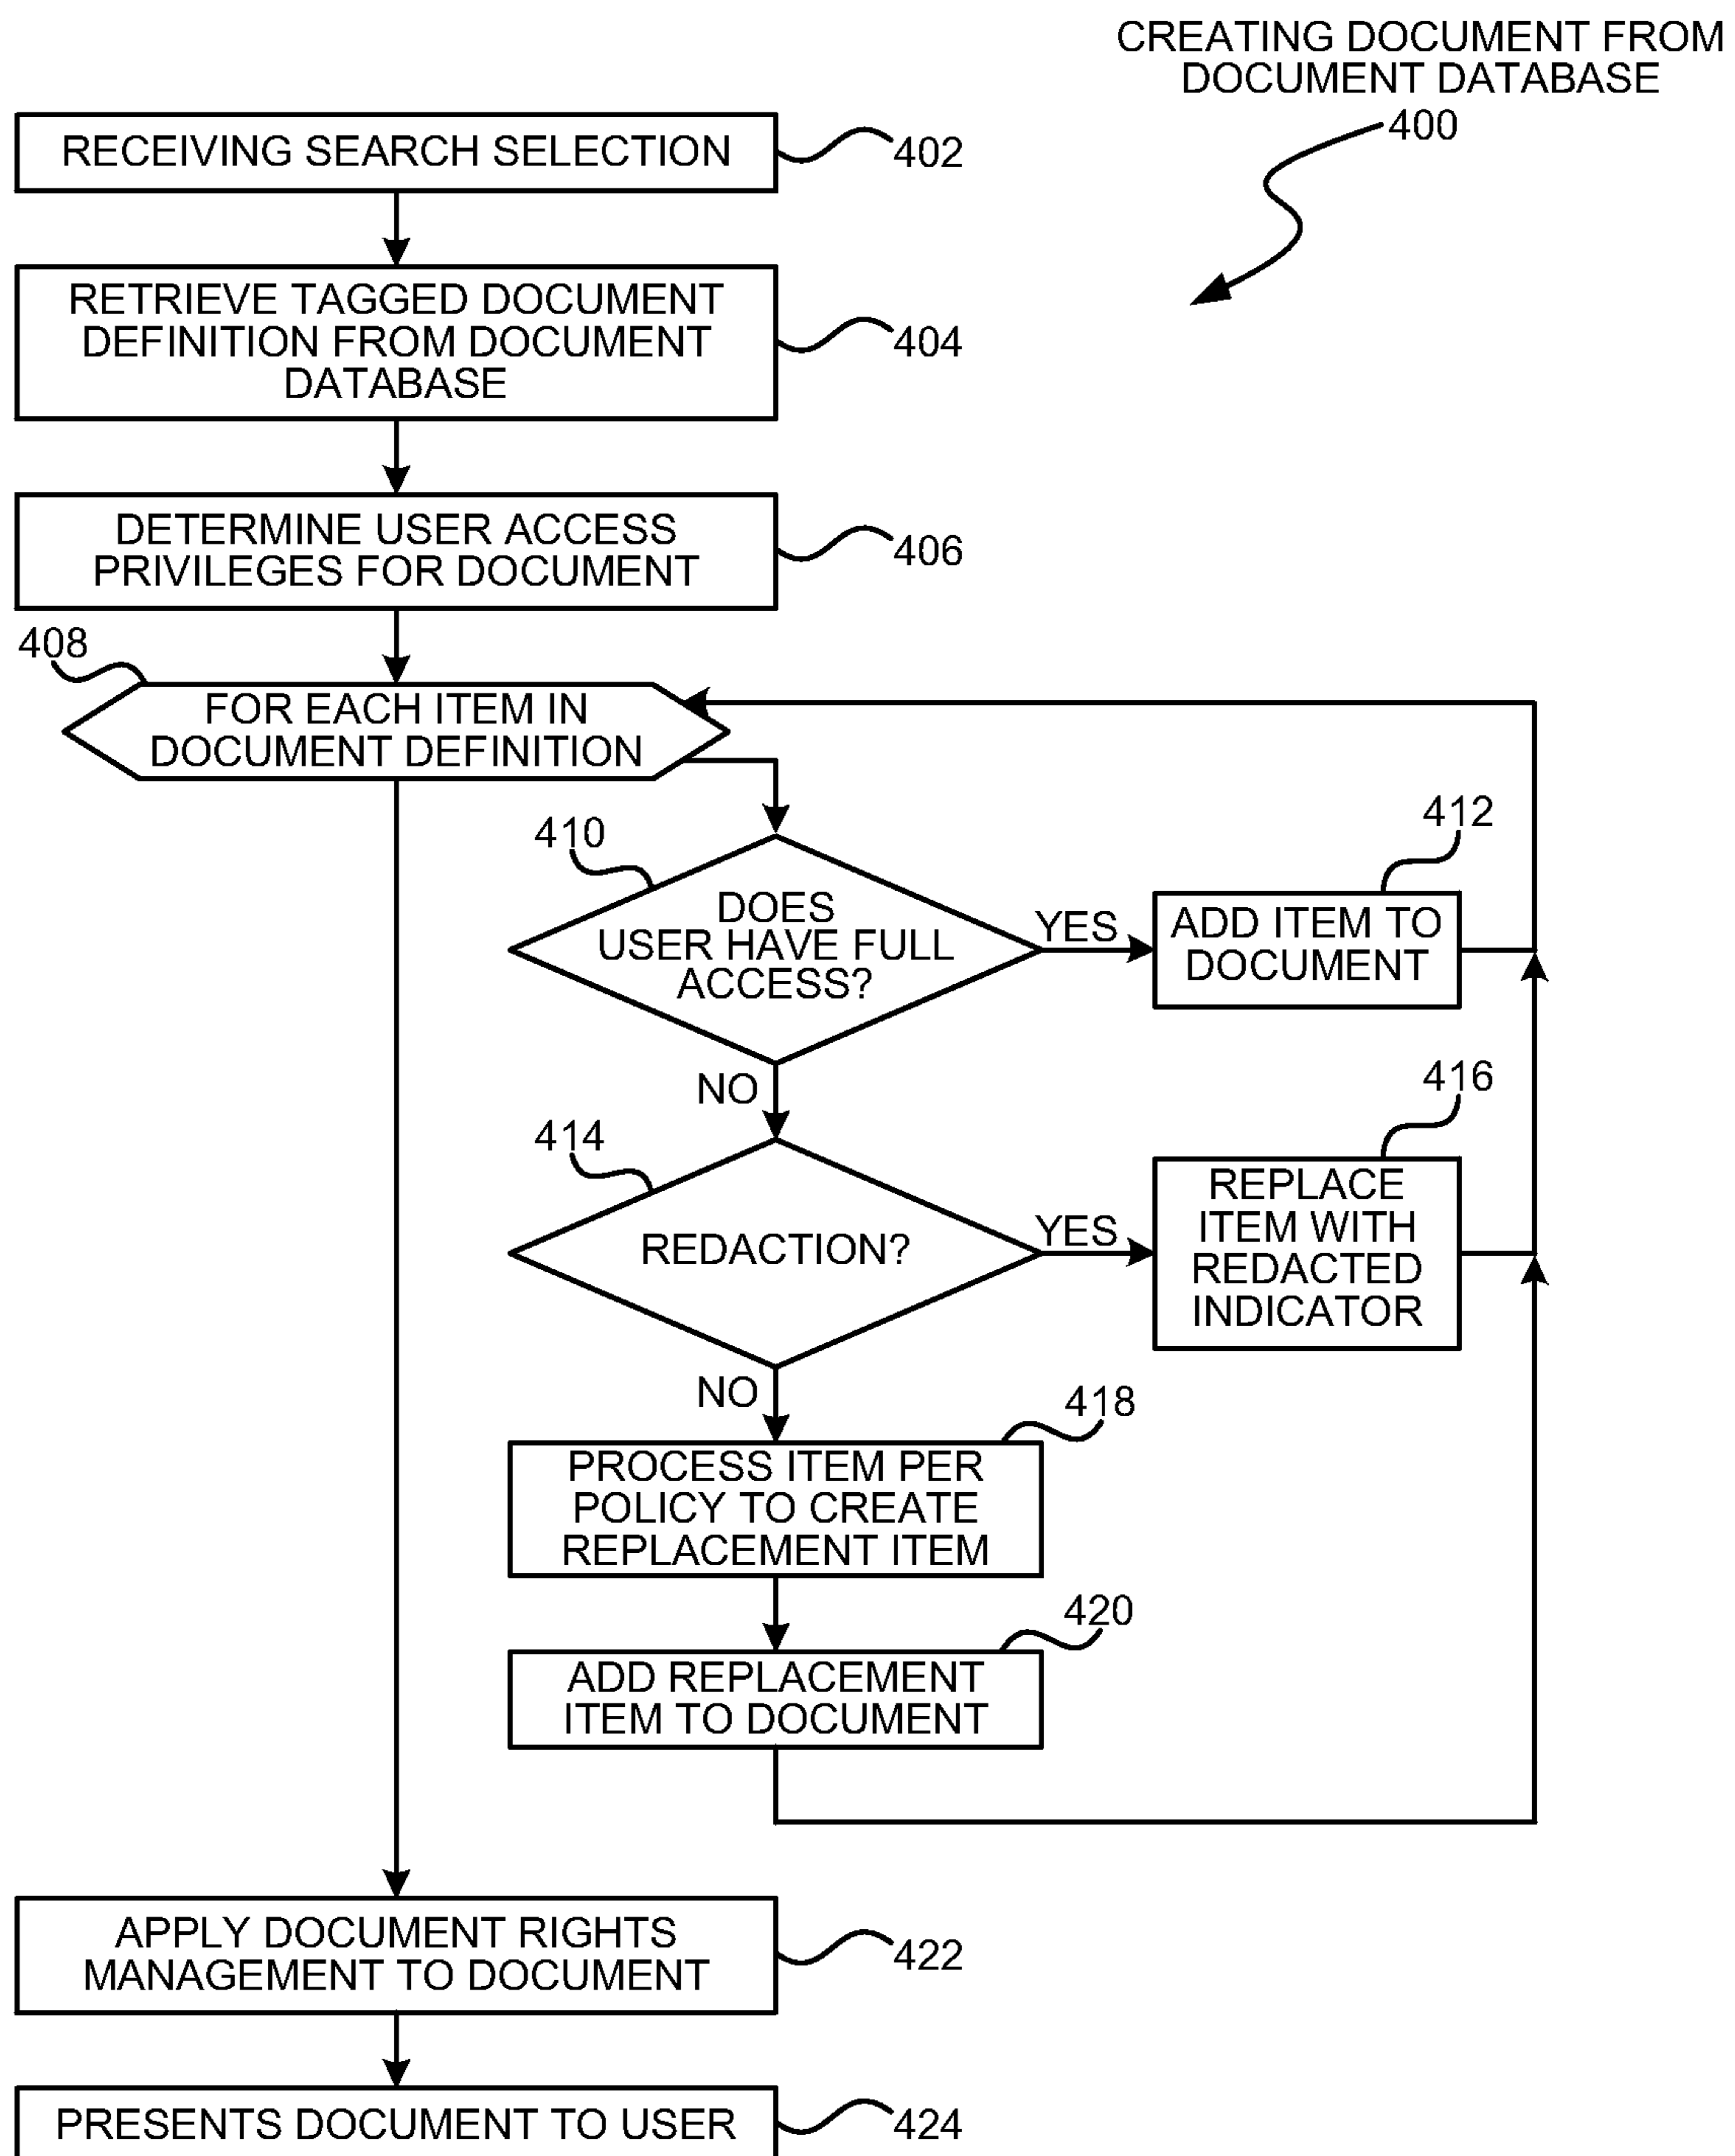 CREATING DOCUMENT FROM
DOCUMENT DATABASE
400
RECEIVING SEARCH SELECTION
402
RETRIEVE TAGGED DOCUMENT
DEFINITION FROM DOCUMENT
DATABASE
404
DETERMINE USER ACCESS
PRIVILEGES FOR DOCUMENT
406
408
FOR EACH ITEM IN
DOCUMENT DEFINITION
410
DOES
USER HAVE FULL
ACCESS?
YES
412
ADD ITEM TO
DOCUMENT
NO
414
REDACTION?
YES
416
REPLACE
ITEM WITH
REDACTED
INDICATOR
NO
418
PROCESS ITEM PER
POLICY TO CREATE
REPLACEMENT ITEM
420
ADD REPLACEMENT
ITEM TO DOCUMENT
APPLY DOCUMENT RIGHTS
MANAGEMENT TO DOCUMENT
422
PRESENTS DOCUMENT TO USER
424